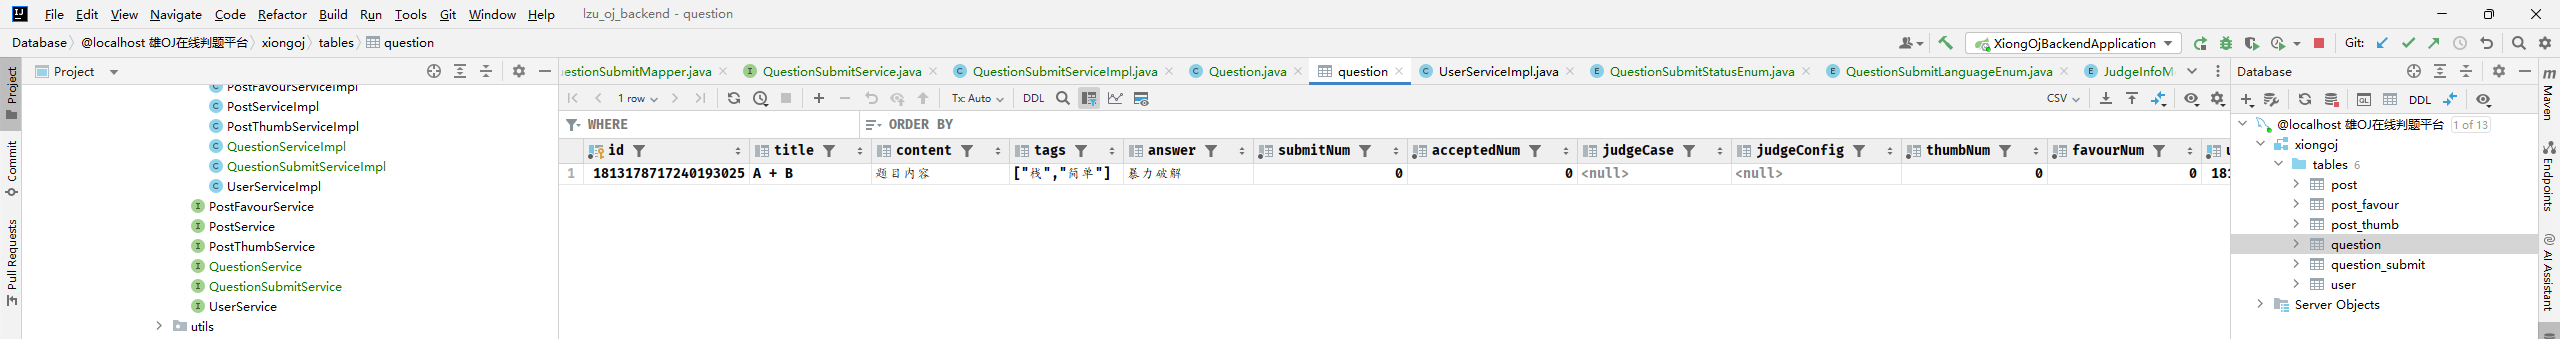 File Edit View Navigate Code Refactor Build Run Tools Git Window Help lzu_oj_backend - question
Database @localhost 雄OJ在线判题平台 xiongoj tables question XiongOjBackendApplication Git:
Project QuestionSubmitService.java QuestionSubmitServiceImpl.java Question.java question UserServiceImpl.java QuestionSubmitStatusEnum.java QuestionSubmitLanguageEnum.java Database
1 row Tx: Auto DDL CSV DDL
WHERE ORDER BY
id title content tags answer submitNum acceptedNum judgeCase judgeConfig thumbNum favourNum
1 1813178717240193025 A + B 题目内容 ["栈","简单"] 暴力破解 0 0 <null> <null> 0 0 181
PostServiceImpl
PostThumbServiceImpl
QuestionServiceImpl
QuestionSubmitServiceImpl
UserServiceImpl
PostFavourService
PostService
PostThumbService
QuestionService
QuestionSubmitService
UserService
utils
@localhost 雄OJ在线判题平台 1 of 13
xiongoj
tables 6
post
post_favour
post_thumb
question
question_submit
user
Server Objects
Project
Commit
Pull Requests
Maven
Endpoints
AI Assistant